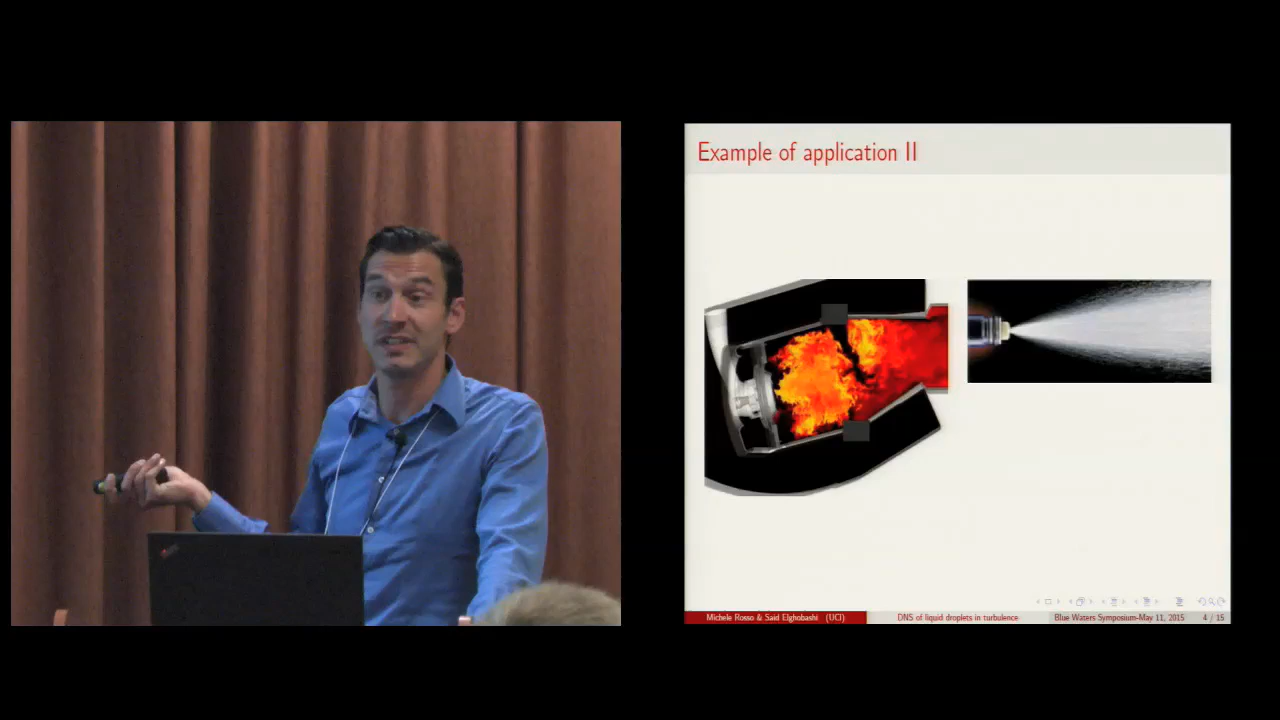 Example of application II
Michele Rosso & Said Elghobashi (UCI)
DNS of liquid droplets in turbulence
Blue Waters Symposium-May 11, 2015
4 / 15